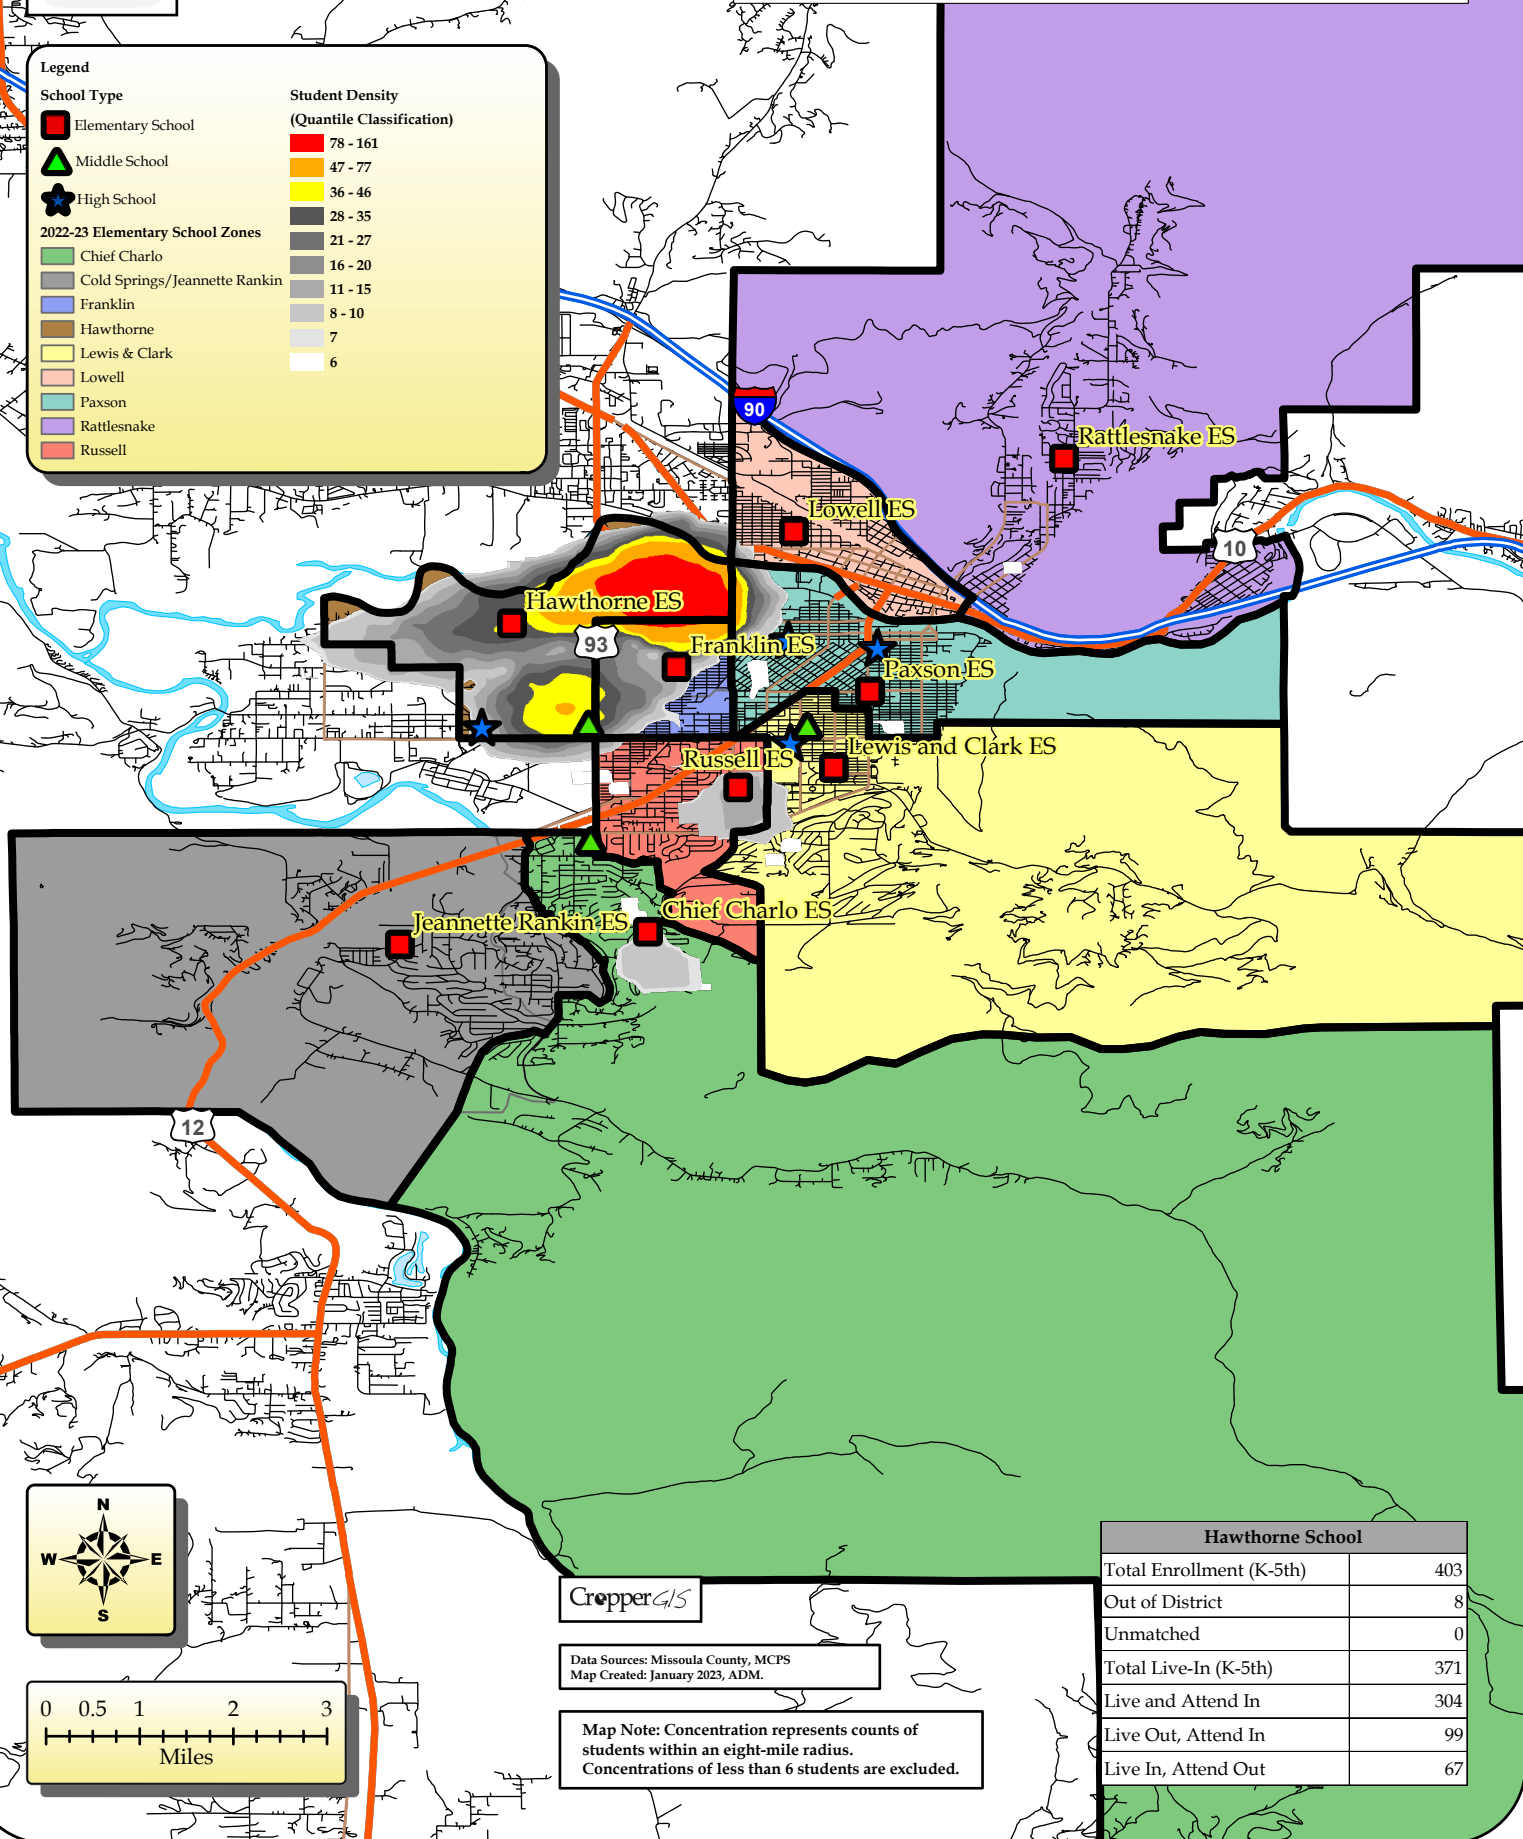 Legend
School Type
Elementary School
Middle School
High School
2022-23 Elementary School Zones
Chief Charlo
Cold Springs/Jeannette Rankin
Franklin
Hawthorne
Lewis & Clark
Lowell
Paxson
Rattlesnake
Russell
Student Density
(Quantile Classification)
78 - 161
47 - 77
36 - 46
28 - 35
21 - 27
16 - 20
11 - 15
8 - 10
7
6
90
Rattlesnake ES
Lowell ES
10
Hawthorne ES
93
Franklin ES
Paxson ES
Lewis and Clark ES
Russell ES
Chief Charlo ES
Jeannette Rankin ES
12
N
W E
S
0 0.5 1 2 3
Miles
CropperGIS
Data Sources: Missoula County, MCPS
Map Created: January 2023, ADM.
Map Note: Concentration represents counts of
students within an eight-mile radius.
Concentrations of less than 6 students are excluded.
Hawthorne School
Total Enrollment (K-5th) 403
Out of District 8
Unmatched 0
Total Live-In (K-5th) 371
Live and Attend In 304
Live Out, Attend In 99
Live In, Attend Out 67